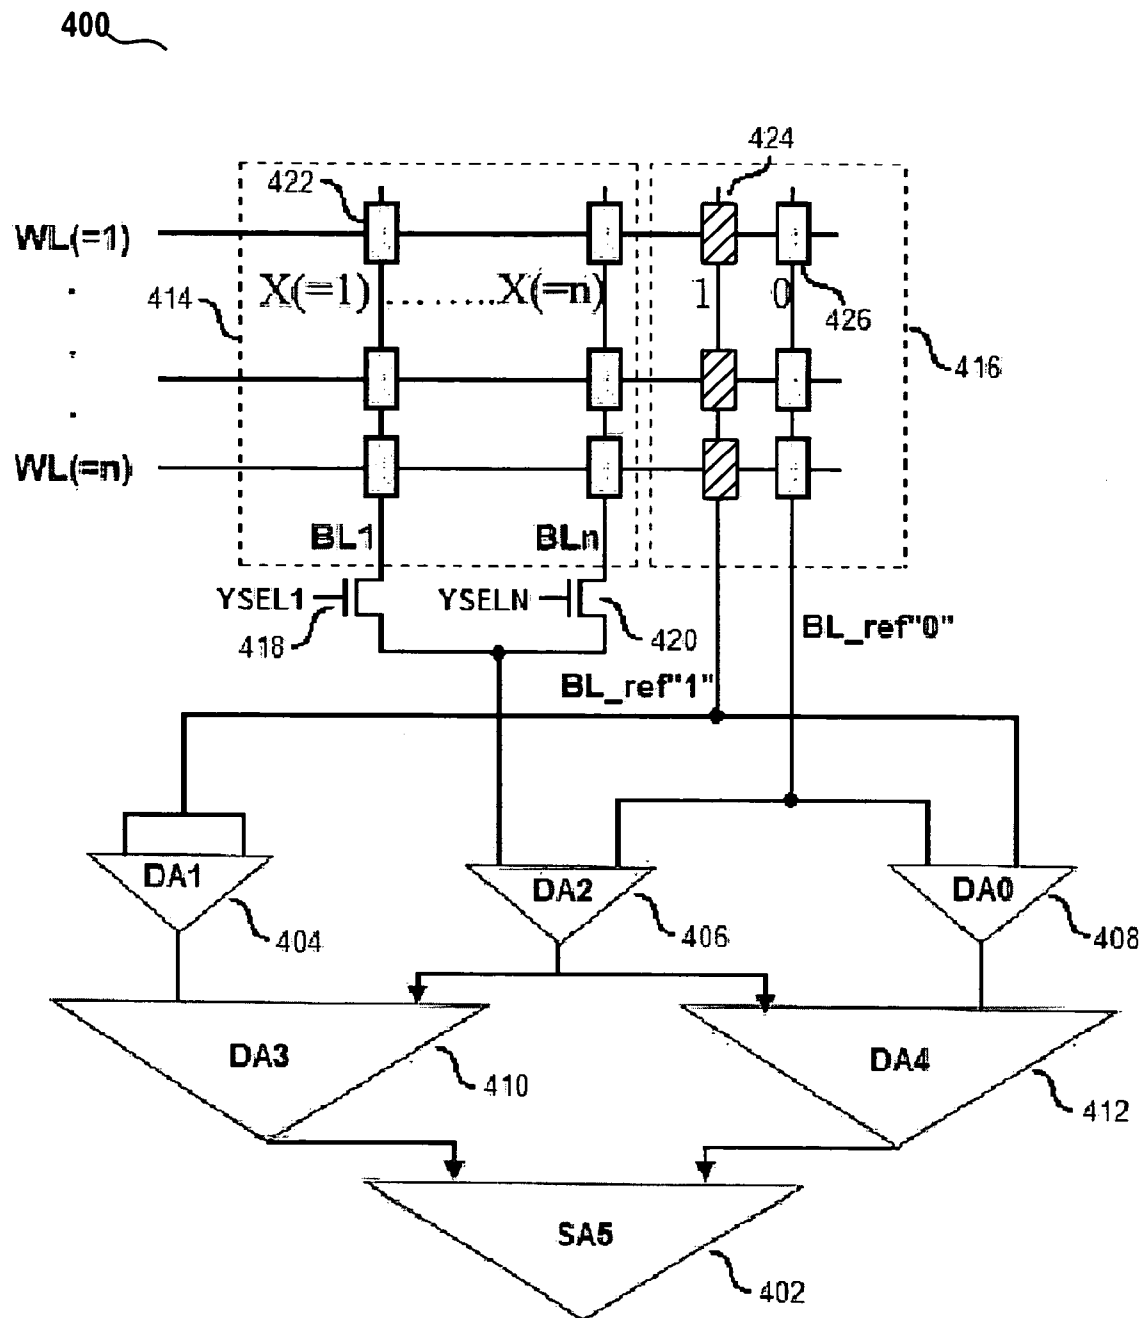 400
424
422
WL(=1)
X(=1) ........ X(=n) 1 0
414
426
416
WL(=n)
BL1 BLn
YSEL1 YSELN
418 420
BL_ref"0"
BL_ref"1"
DA1 DA2 DA0
404 406 408
DA3 DA4
410 412
SA5
402